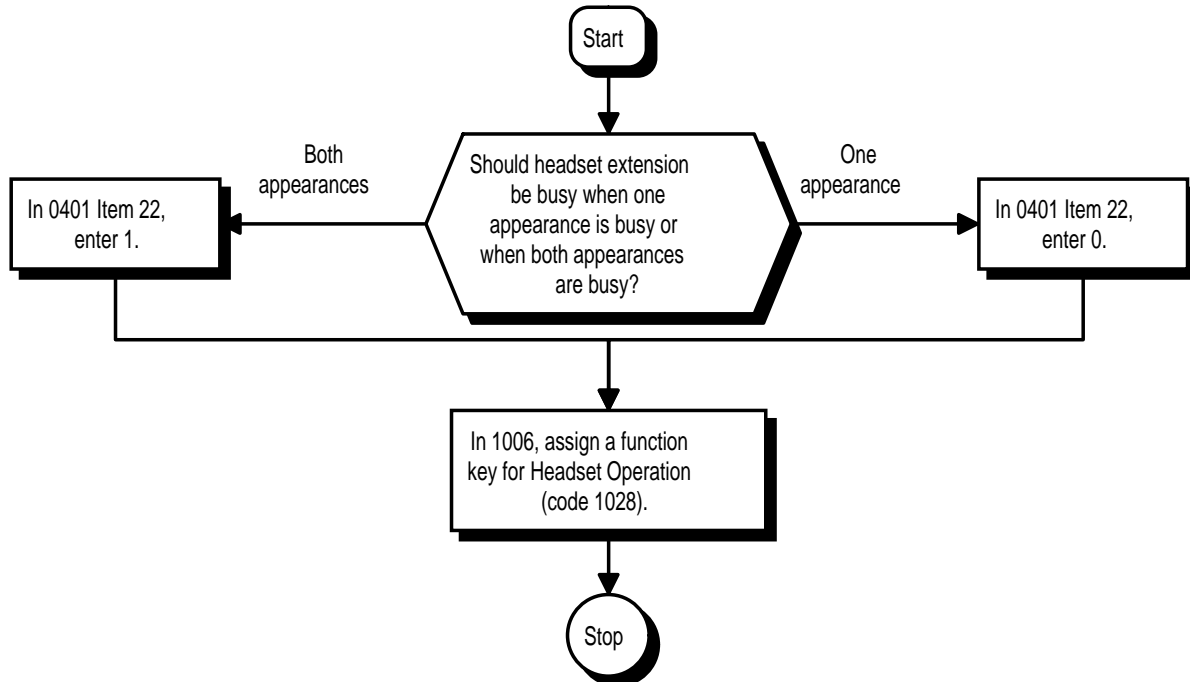 Start
Should headset extension
be busy when one
appearance is busy or
when both appearances
are busy?
Both
appearances
One
appearance
In 0401 Item 22,
enter 1.
In 0401 Item 22,
enter 0.
In 1006, assign a function
key for Headset Operation
(code 1028).
Stop